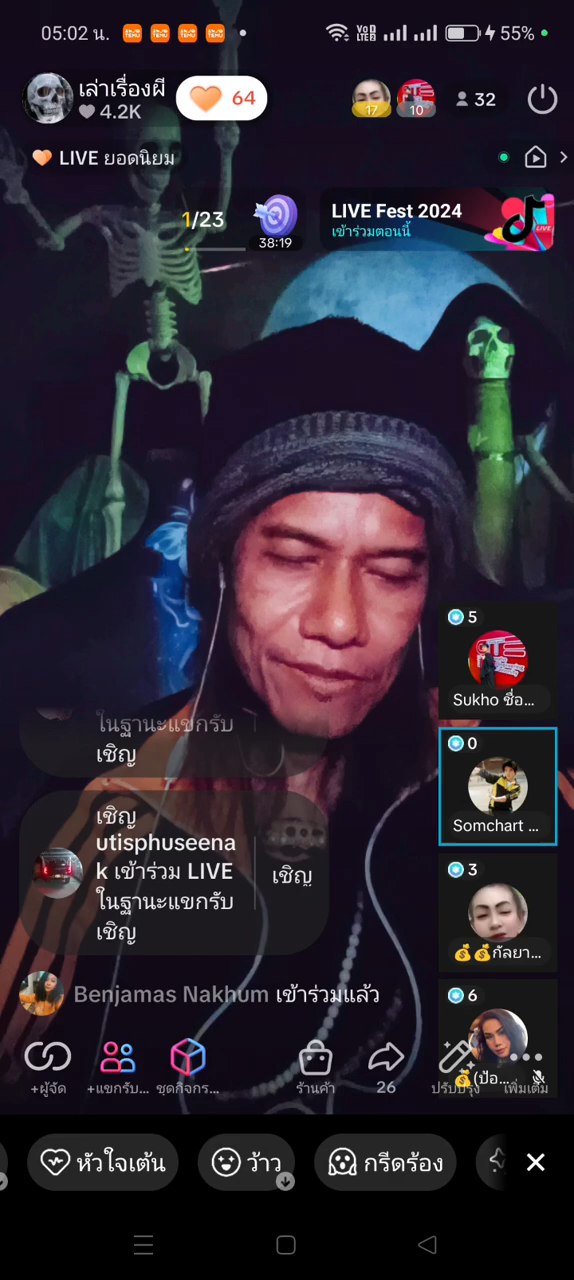 05:02 น.
VoD LTE2
55%
เล่าเรื่องผี
4.2K
64
17
10
32
LIVE ยอดนิยม
1/23
38:19
LIVE Fest 2024
เข้าร่วมตอนนี้
LIVE
5
Sukho ชื่อ...
0
Somchart ...
3
💰💰กัลยา...
6
💰(ป้อ...
ในฐานะแขกรับ
เชิญ
เชิญ
utisphuseena
k เข้าร่วม LIVE
ในฐานะแขกรับ
เชิญ
เชิญ
Benjamas Nakhum เข้าร่วมแล้ว
+ผู้จัด
+แขกรับ...
ชุดกิจกร...
ร้านค้า
26
ปรับปรุง
เพิ่มเติม
หัวใจเต้น
ว้าว
กรีดร้อง